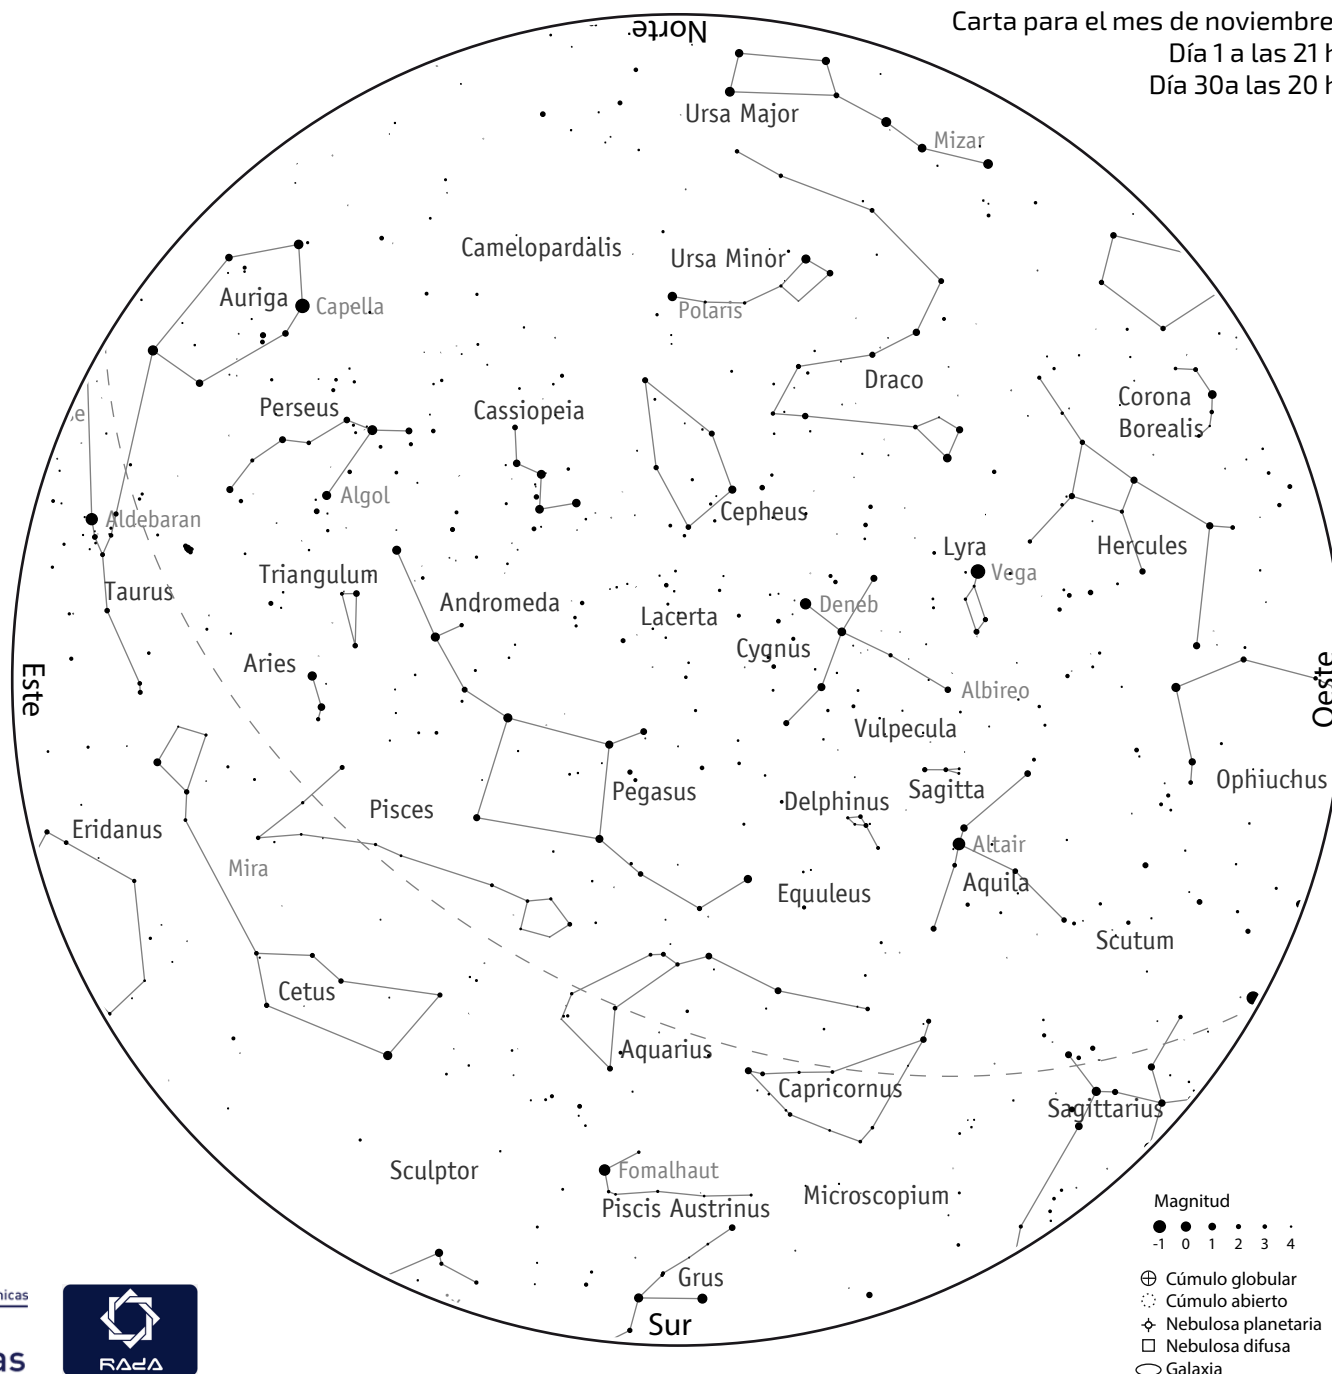 Norte
Carta para el mes de noviembre
Día 1 a las 21 h
Día 30a las 20 h
Ursa Major
Mizar
Camelopardalis
Ursa Minor
Auriga
Capella
Polaris
Draco
Corona
Borealis
Perseus
Cassiopeia
Algol
Cepheus
Aldebaran
Hercules
Lyra
Vega
Triangulum
Taurus
Andromeda
Lacerta
Deneb
Cygnus
Aries
Este
Albireo
Oeste
Vulpecula
Ophiuchus
Sagitta
Pegasus
Delphinus
Pisces
Eridanus
Altair
Mira
Aquila
Equuleus
Scutum
Cetus
Aquarius
Capricornus
Sagittarius
Sculptor
Fomalhaut
Microscopium
Piscis Austrinus
Grus
Sur
Magnitud
-1 0 1 2 3 4
Cúmulo globular
Cúmulo abierto
Nebulosa planetaria
Nebulosa difusa
Galaxia
nicas
as
RAdA